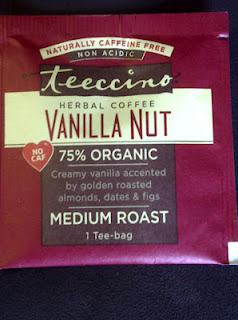 NATURALLY CAFFEINE FREE
NON ACIDIC
teeccino
HERBAL COFFEE
VANILLA NUT
NO CAF
75% ORGANIC
Creamy vanilla accented
by golden roasted
almonds, dates & figs
MEDIUM ROAST
1 Tee-bag